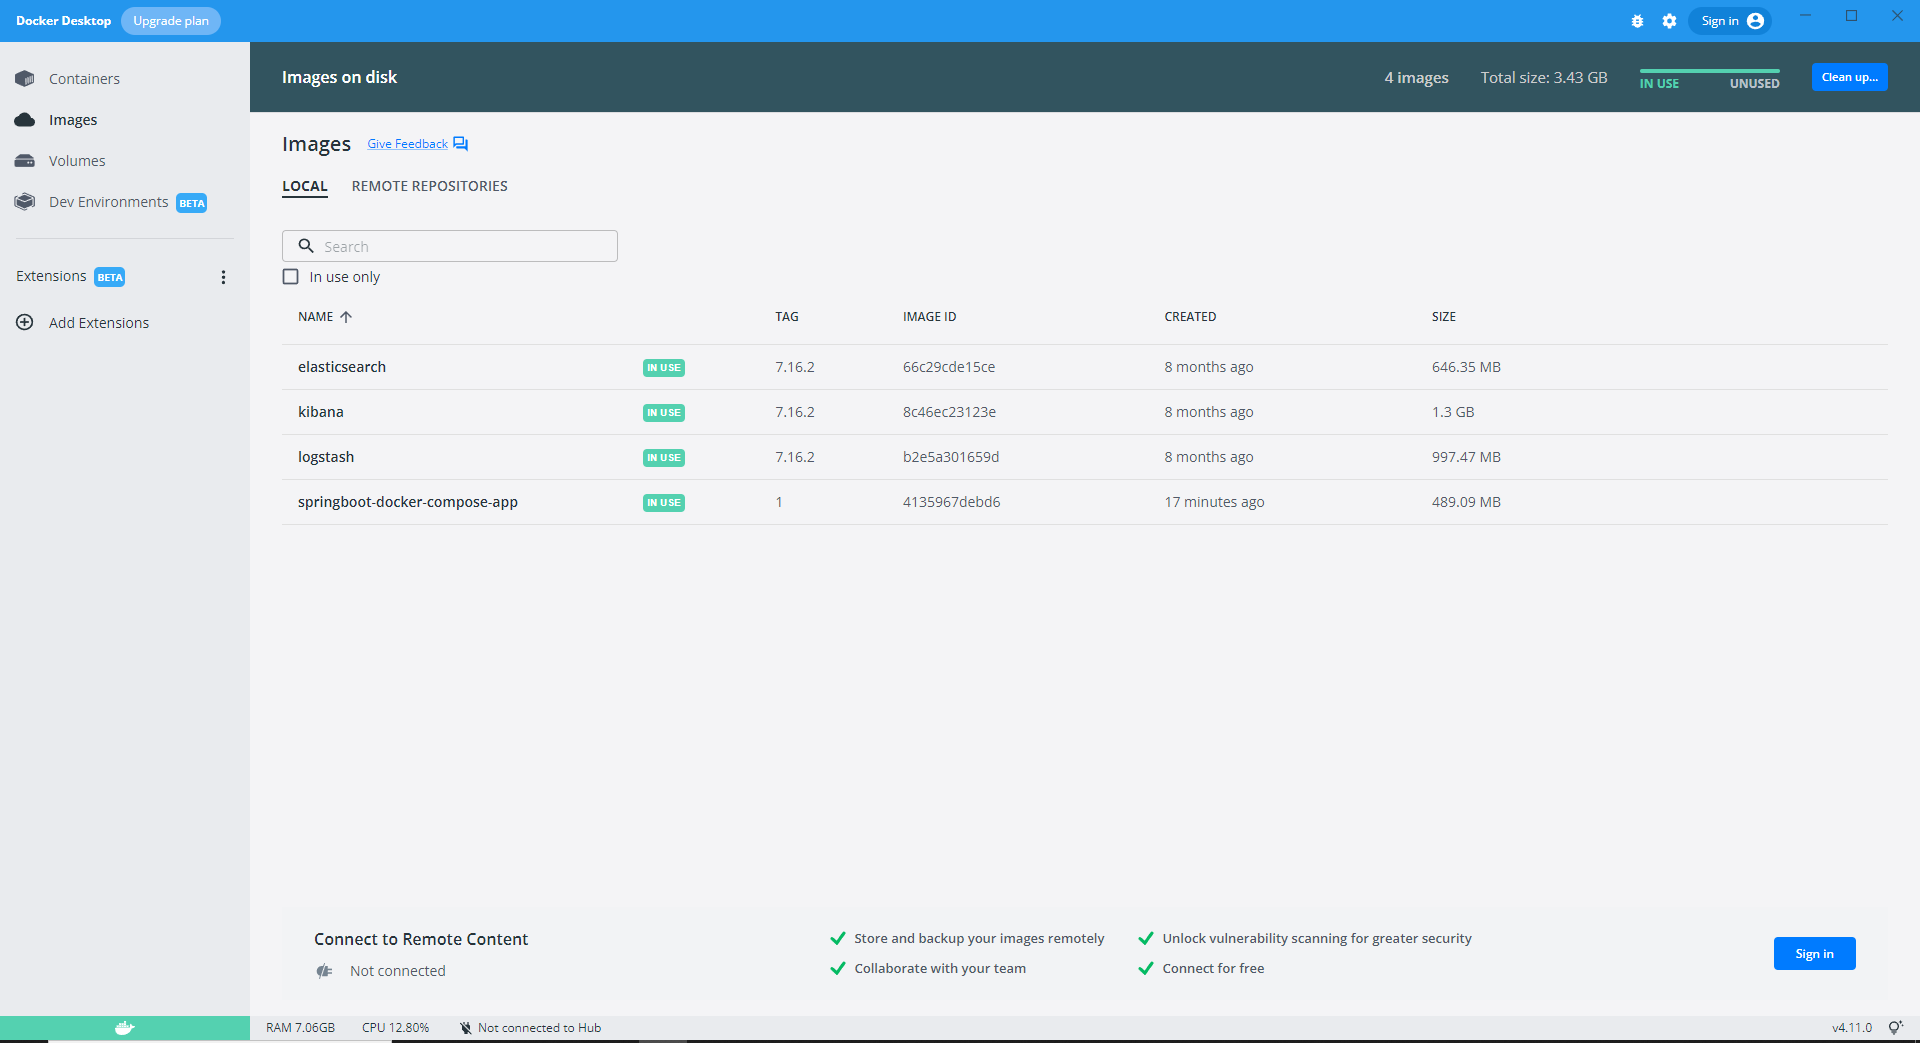 Docker Desktop Upgrade plan Sign in
Containers
Images
Volumes
Dev Environments BETA
Extensions BETA
Add Extensions
Images on disk 4 images Total size: 3.43 GB IN USE UNUSED Clean up...
Images Give Feedback
LOCAL REMOTE REPOSITORIES
Search
In use only
NAME TAG IMAGE ID CREATED SIZE
elasticsearch IN USE 7.16.2 66c29cde15ce 8 months ago 646.35 MB
kibana IN USE 7.16.2 8c46ec23123e 8 months ago 1.3 GB
logstash IN USE 7.16.2 b2e5a301659d 8 months ago 997.47 MB
springboot-docker-compose-app IN USE 1 4135967debd6 17 minutes ago 489.09 MB
Connect to Remote Content
Not connected
Store and backup your images remotely Unlock vulnerability scanning for greater security
Collaborate with your team Connect for free
Sign in
RAM 7.06GB CPU 12.80% Not connected to Hub v4.11.0